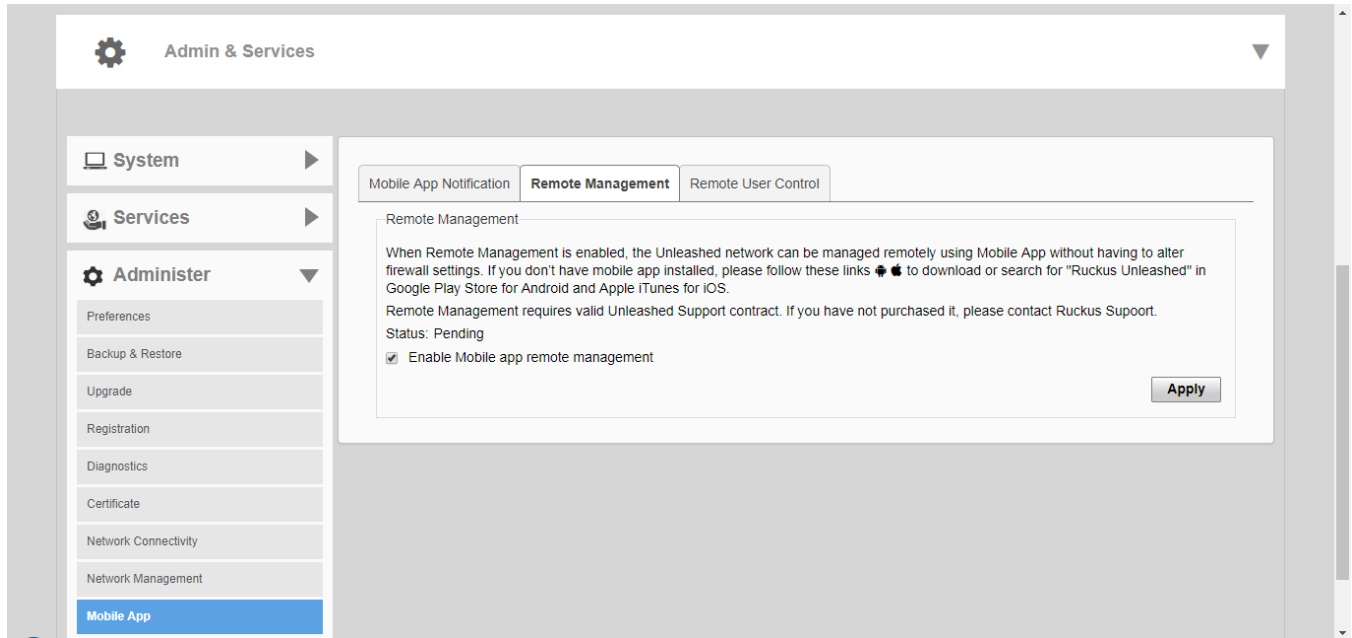 Admin & Services
System
Services
Administer
Preferences
Backup & Restore
Upgrade
Registration
Diagnostics
Certificate
Network Connectivity
Network Management
Mobile App
Mobile App Notification
Remote Management
Remote User Control
Remote Management
When Remote Management is enabled, the Unleashed network can be managed remotely using Mobile App without having to alter
firewall settings. If you don't have mobile app installed, please follow these links to download or search for "Ruckus Unleashed" in
Google Play Store for Android and Apple iTunes for iOS.
Remote Management requires valid Unleashed Support contract. If you have not purchased it, please contact Ruckus Supoort.
Status: Pending
Enable Mobile app remote management
Apply